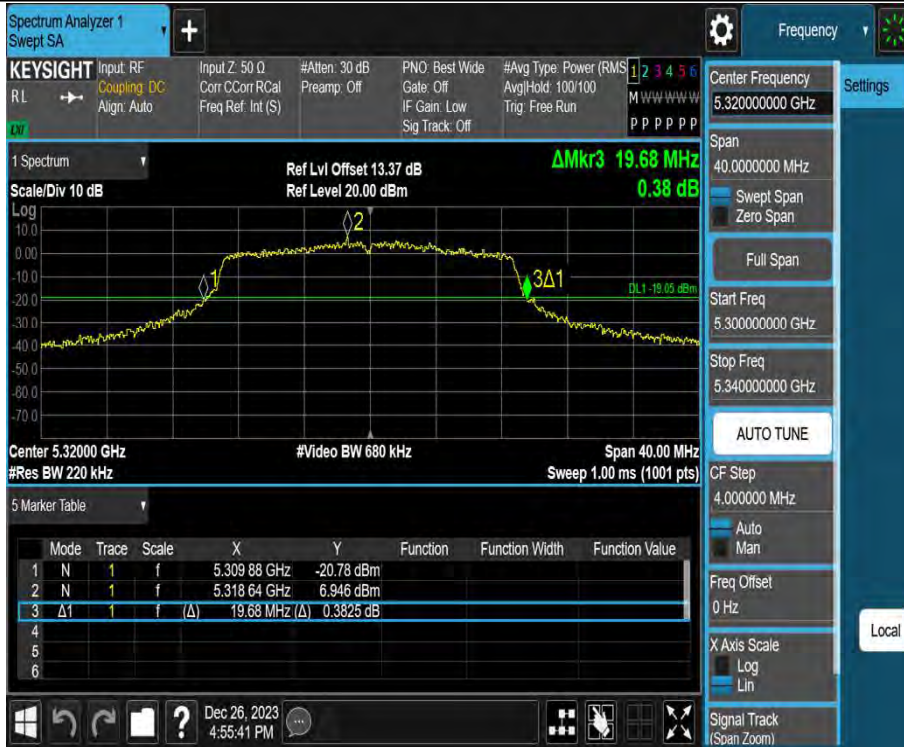 Spectrum Analyzer 1
Swept SA
+
Frequency
KEYSIGHT
RL
LXI
Input: RF
Coupling: DC
Align: Auto
Input Z: 50 Ω
Corr CCorr RCal
Freq Ref: Int (S)
#Atten: 30 dB
Preamp: Off
PNO: Best Wide
Gate: Off
IF Gain: Low
Sig Track: Off
#Avg Type: Power (RMS
Avg|Hold: 100/100
Trig: Free Run
1 2 3 4 5 6
M W W W W W
P P P P P P
1 Spectrum
Scale/Div 10 dB
Ref Lvl Offset 13.37 dB
Ref Level 20.00 dBm
ΔMkr3 19.68 MHz
0.38 dB
Log
10.0
0.00
-10.0
-20.0
-30.0
-40.0
-50.0
-60.0
-70.0
2
1
3Δ1
DL1 -19.05 dBm
Center 5.32000 GHz
#Video BW 680 kHz
Span 40.00 MHz
#Res BW 220 kHz
Sweep 1.00 ms (1001 pts)
5 Marker Table
Mode Trace Scale X Y Function Function Width Function Value
1 N 1 f 5.309 88 GHz -20.78 dBm
2 N 1 f 5.318 64 GHz 6.946 dBm
3 Δ1 1 f (Δ) 19.68 MHz (Δ) 0.3825 dB
4
5
6
?
Dec 26, 2023
4:55:41 PM
Center Frequency
5.320000000 GHz
Span
40.0000000 MHz
Swept Span
Zero Span
Full Span
Start Freq
5.300000000 GHz
Stop Freq
5.340000000 GHz
AUTO TUNE
CF Step
4.000000 MHz
Auto
Man
Freq Offset
0 Hz
X Axis Scale
Log
Lin
Signal Track
(Span Zoom)
Settings
Local